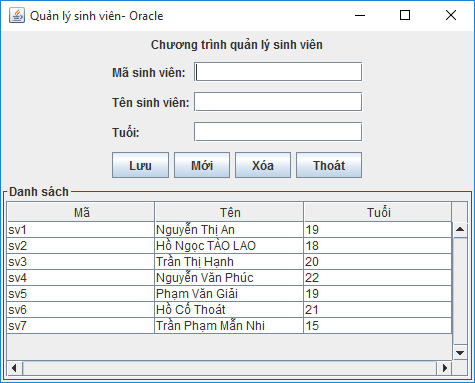 Quản lý sinh viên- Oracle
Chương trình quản lý sinh viên
Mã sinh viên:
Tên sinh viên:
Tuổi:
Lưu Mới Xóa Thoát
Danh sách
Mã Tên Tuổi
sv1 Nguyễn Thị An 19
sv2 Hồ Ngọc TÀO LAO 18
sv3 Trần Thị Hạnh 20
sv4 Nguyễn Văn Phúc 22
sv5 Phạm Văn Giải 19
sv6 Hồ Cố Thoát 21
sv7 Trần Phạm Mẫn Nhi 15